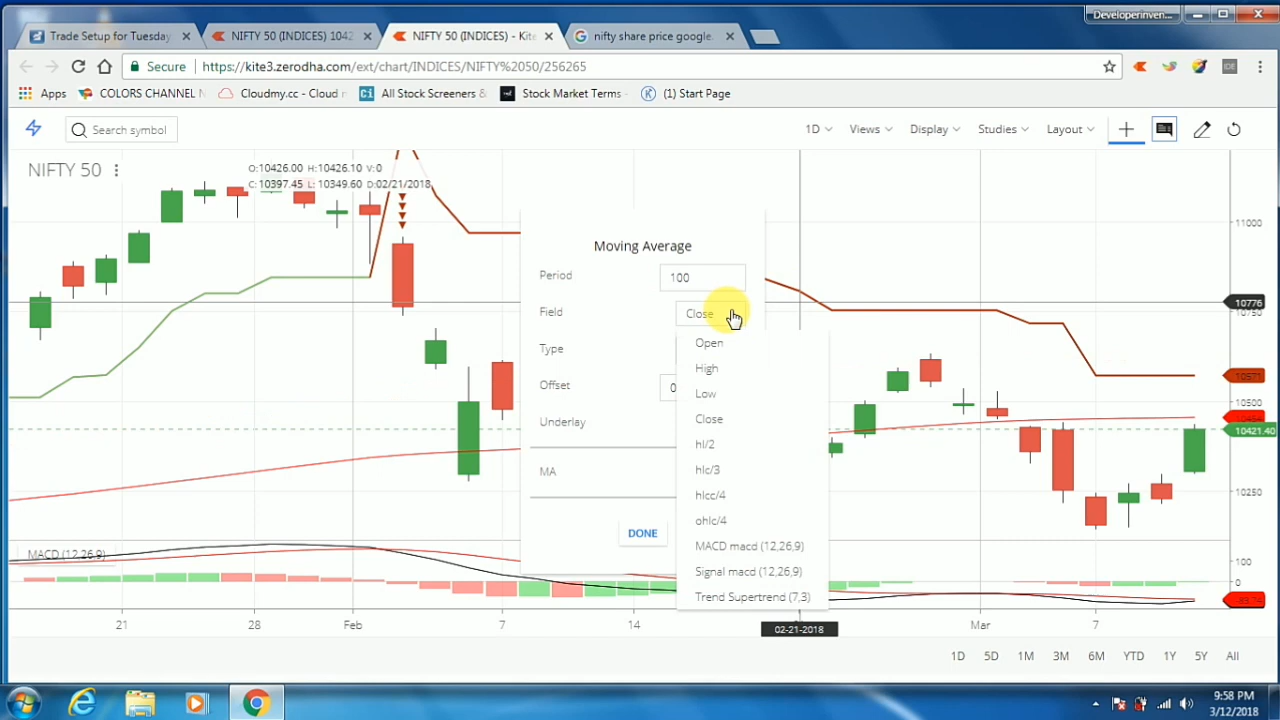 Developerinven...
Trade Setup for Tuesday
NIFTY 50 (INDICES) 1042
NIFTY 50 (INDICES) - Kite
nifty share price google.
Secure
https://kite3.zerodha.com/ext/chart/INDICES/NIFTY%2050/256265
Apps
COLORS CHANNEL
Cloudmy.cc - Cloud
All Stock Screeners &
Stock Market Terms -
(1) Start Page
Search symbol
1D
Views
Display
Studies
Layout
NIFTY 50
O:10426.00 H:10426.10 V:0
C:10397.45 L:10349.60 D:02/21/2018
11000
10776
10750
10571
10500
10421.40
10250
100
0
Moving Average
Period
100
Field
Close
Type
Offset
0
Underlay
MA
DONE
Open
High
Low
Close
hl/2
hlc/3
hlcc/4
ohlc/4
MACD macd (12,26,9)
Signal macd (12,26,9)
Trend Supertrend (7,3)
MACD (12,26,9)
21
28
Feb
7
14
02-21-2018
Mar
7
1D
5D
1M
3M
6M
YTD
1Y
5Y
All
9:58 PM
3/12/2018